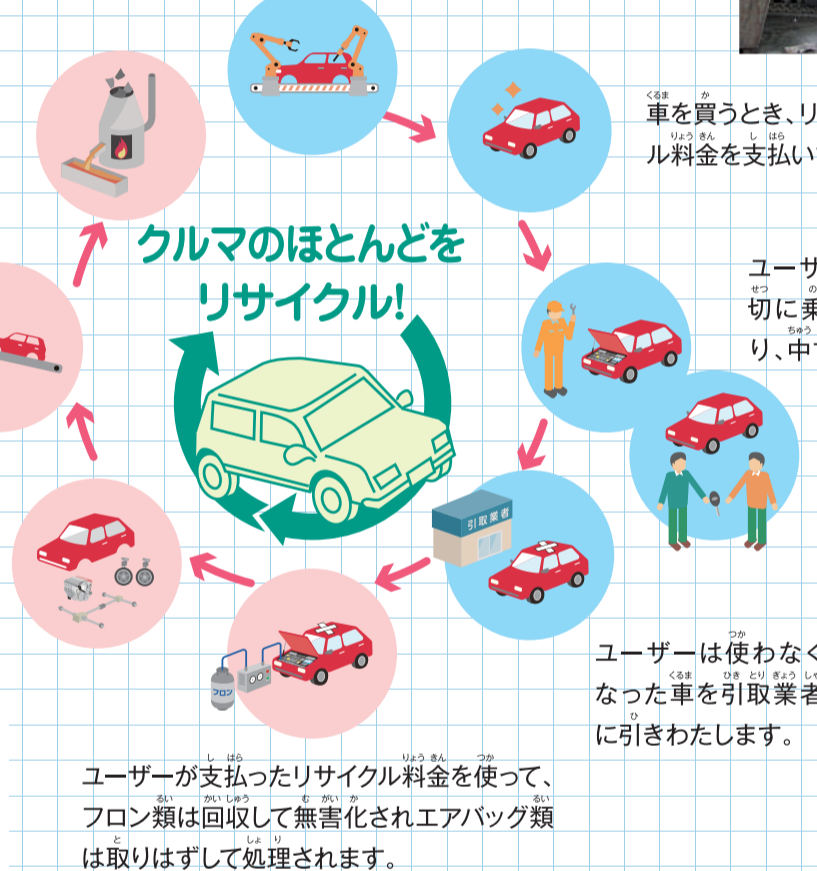 車を買うとき、リ
ル料金を支払い
クルマのほとんどを
リサイクル!
ユーザ
切に乗
り、中
引取業者
フロン
ユーザーは使わなく
なった車を引取業者
に引きわたします。
ユーザーが支払ったリサイクル料金を使って、
フロン類は回収して無害化されエアバッグ類
は取りはずして処理されます。